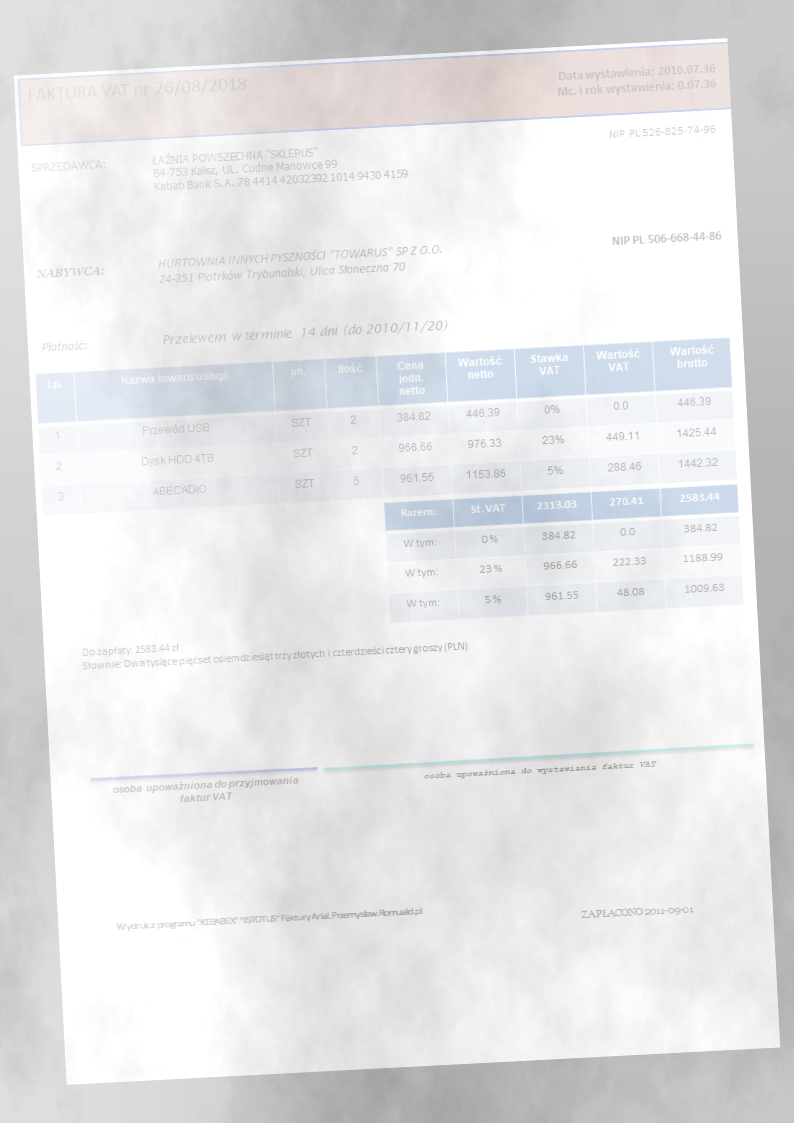 FAKTURA VAT nr 26/08/2018
Data wystawienia: 2010.07.36
Mc. i rok wystawienia: 0.07.36
NIP PL 526-825-74-96
SPRZEDAWCA:
ŁAŹNIA POWSZECHNA "SKLEPUS"
84-753 Kalisz, UL. Cudne Manowce 99
Kebab Bank S.A. 78 4414 42032392 1014 9430 4159
NIP PL 506-668-44-86
NABYWCA:
HURTOWNIA INNYCH PYSZNOŚCI "TOWARUS" SP Z O.O.
24-351 Piotrków Trybunalski, Ulica Słoneczna 70
Płatność: Przelewem w terminie 14 dni (do 2010/11/20)
Lp. Nazwa towaru usługi jm. Ilość Cena jedn. netto Wartość netto Stawka VAT Wartość VAT Wartość brutto
1 Przewód USB SZT 2 384.82 446.39 0% 0.0 446.39
2 Dysk HDD 4TB SZT 2 966.66 976.33 23% 449.11 1425.44
3 ABECADIO SZT 5 961.55 1153.86 5% 288.46 1442.32
Razem: St. VAT 2313.03 270.41 2583.44
W tym: 0% 384.82 0.0 384.82
W tym: 23% 966.66 222.33 1188.99
W tym: 5% 961.55 48.08 1009.63
Do zapłaty: 2583.44 zł
Słownie: Dwa tysiące pięćset osiemdziesiąt trzy złotych i czterdzieści cztery groszy (PLN)
osoba upoważniona do przyjmowania
faktur VAT
osoba upoważniona do wystawiania faktur VAT
Wydruk z programu "KEBABEX" "ISTOTUS" Faktury Arial.Przemyslaw.Romuald.pl
ZAPŁACONO:2011-09-01